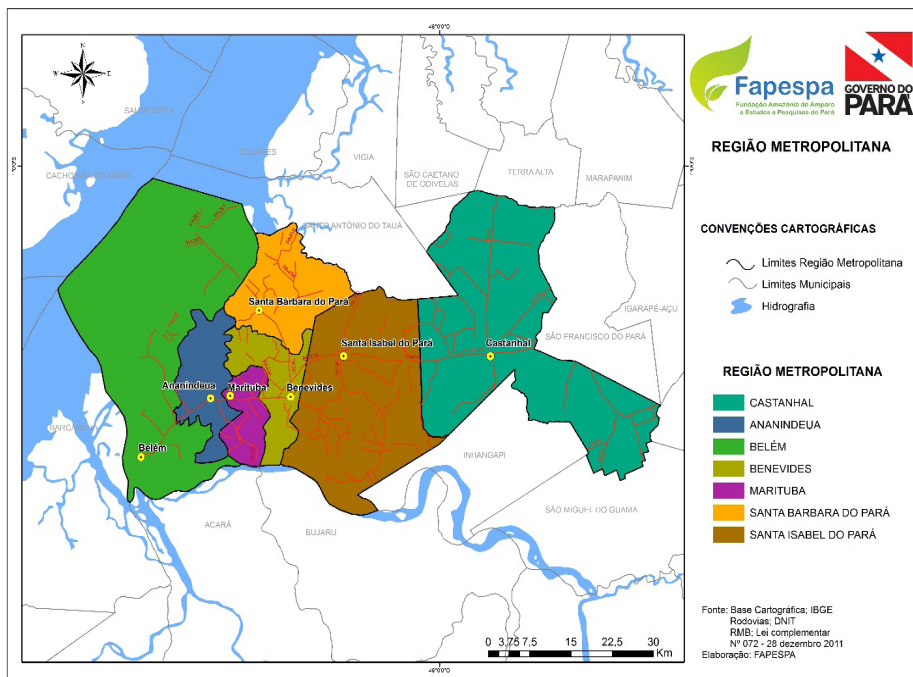 48°0'0"O
N
W
E
S
SALVATERRA
COLARES
VIGIA
CACHOEIRA DO ARARI
SÃO CAETANO
DE ODIVELAS
TERRA ALTA
MARAPANIM
SANTO ANTÔNIO DO TAUÁ
Santa Bárbara do Pará
IGARAPÉ-AÇU
SÃO FRANCISCO DO PARÁ
Santa Isabel do Pará
Castanhal
Ananindeua
Marituba
Benevides
BARCARENA
Belém
INHANGAPI
SÃO MIGUEL DO GUAMA
ACARÁ
BUJARU
0 3,75 7,5 15 22,5 30
Km
48°0'0"O
Fapespa
Fundação Amazônia de Amparo
a Estudos e Pesquisas do Pará
GOVERNO DO
PARÁ
REGIÃO METROPOLITANA
CONVENÇÕES CARTOGRÁFICAS
Limites Região Metropolitana
Limites Municipais
Hidrografia
REGIÃO METROPOLITANA
CASTANHAL
ANANINDEUA
BELÉM
BENEVIDES
MARITUBA
SANTA BARBARA DO PARÁ
SANTA ISABEL DO PARÁ
Fonte: Base Cartográfica; IBGE
Rodovias; DNIT
RMB; Lei complementar
Nº 072 - 28 dezembro 2011
Elaboração: FAPESPA